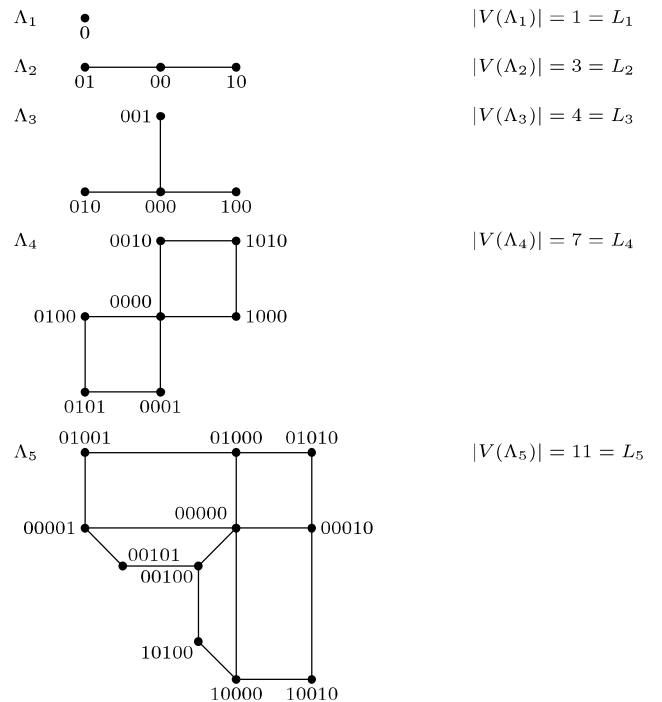 Λ₁ |V(Λ₁)| = 1 = L₁
0
Λ₂ |V(Λ₂)| = 3 = L₂
01 00 10
Λ₃ 001 |V(Λ₃)| = 4 = L₃
010 000 100
Λ₄ 0010 1010 |V(Λ₄)| = 7 = L₄
0000
0100 1000
0101 0001
01001 01000 01010
Λ₅ |V(Λ₅)| = 11 = L₅
00000
00001 00010
00101
00100
10100
10000 10010